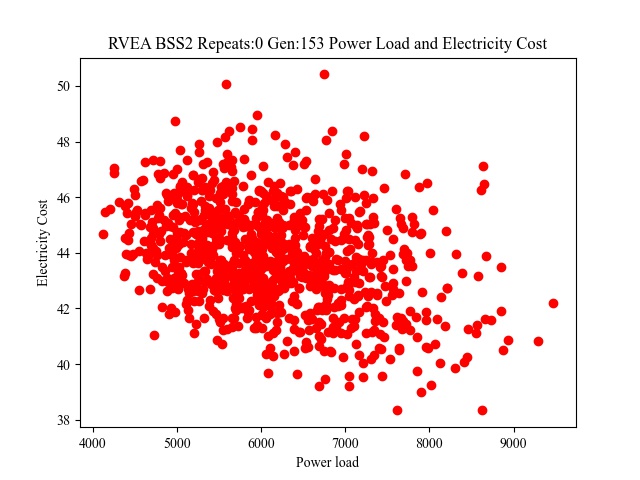 RVEA BSS2 Repeats:0 Gen:153 Power Load and Electricity Cost
50
48
46
44
42
40
38
Electricity Cost
4000 5000 6000 7000 8000 9000
Power load